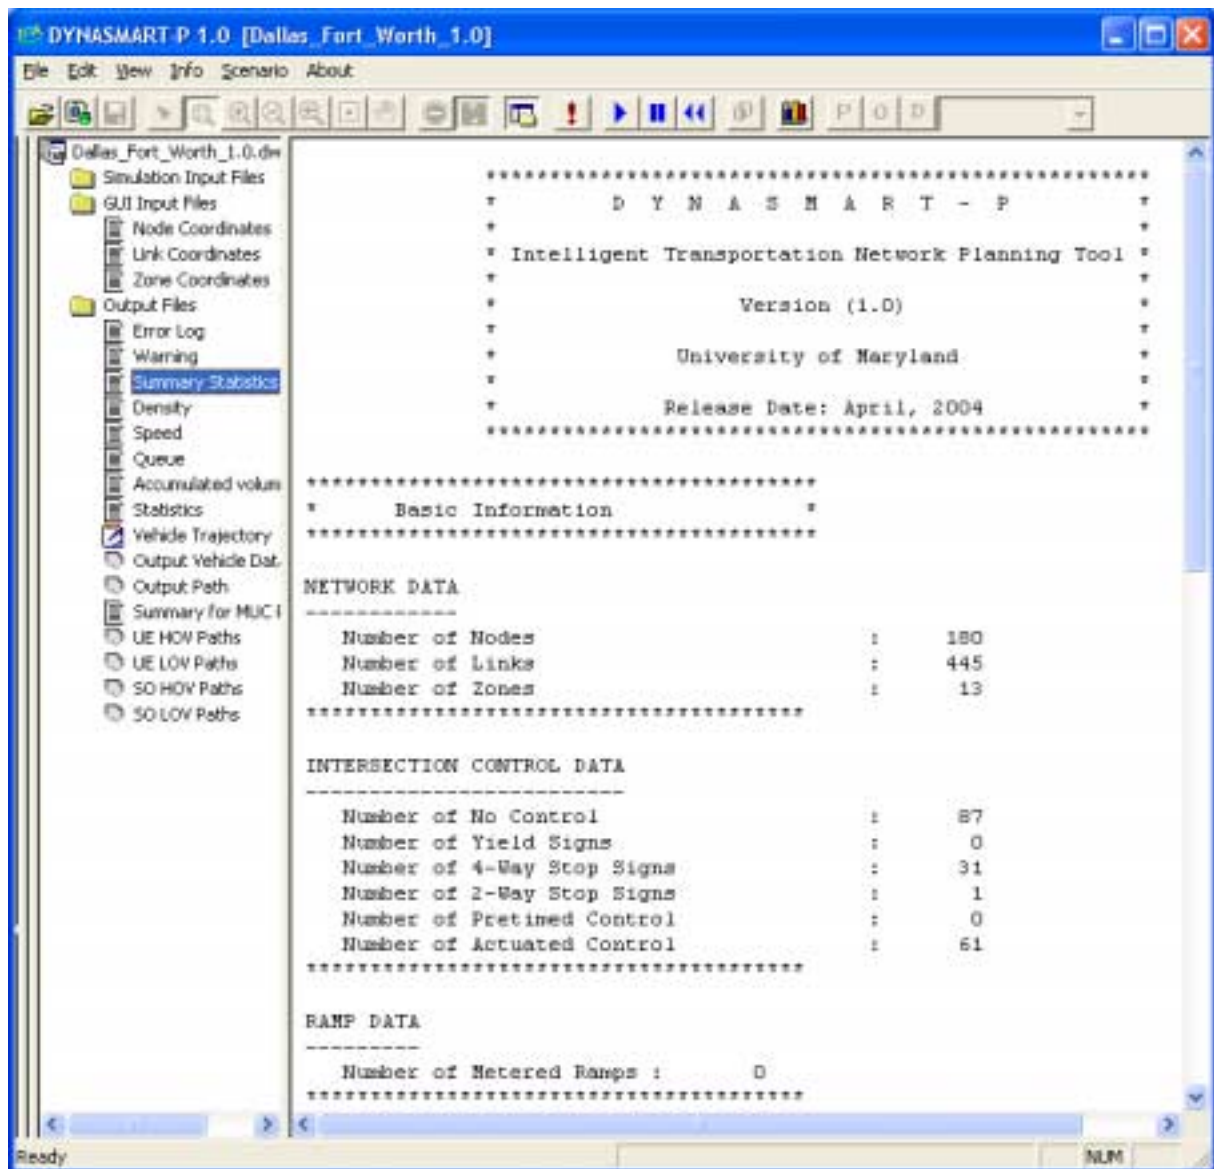 DYNASMART-P 1.0 [Dallas_Fort_Worth_1.0]
File Edit View Info Scenario About
P O D
Dallas_Fort_Worth_1.0.dw
Simulation Input Files
GUI Input Files
Node Coordinates
Link Coordinates
Zone Coordinates
Output Files
Error Log
Warning
Summary Statistics
Density
Speed
Queue
Accumulated volum
Statistics
Vehicle Trajectory
Output Vehicle Dat
Output Path
Summary for MUC
UE HOV Paths
UE LOV Paths
SO HOV Paths
SO LOV Paths
*****************************************************
* D Y N A S M A R T - P *
* *
* Intelligent Transportation Network Planning Tool *
* *
* Version (1.0) *
* *
* University of Maryland *
* *
* Release Date: April, 2004 *
*****************************************************
*****************************************
* Basic Information *
*****************************************
NETWORK DATA
------------
Number of Nodes : 180
Number of Links : 445
Number of Zones : 13
****************************************
INTERSECTION CONTROL DATA
-------------------------
Number of No Control : 87
Number of Yield Signs : 0
Number of 4-Way Stop Signs : 31
Number of 2-Way Stop Signs : 1
Number of Pretimed Control : 0
Number of Actuated Control : 61
****************************************
RAMP DATA
---------
Number of Metered Ramps : 0
****************************************
Ready
NUM